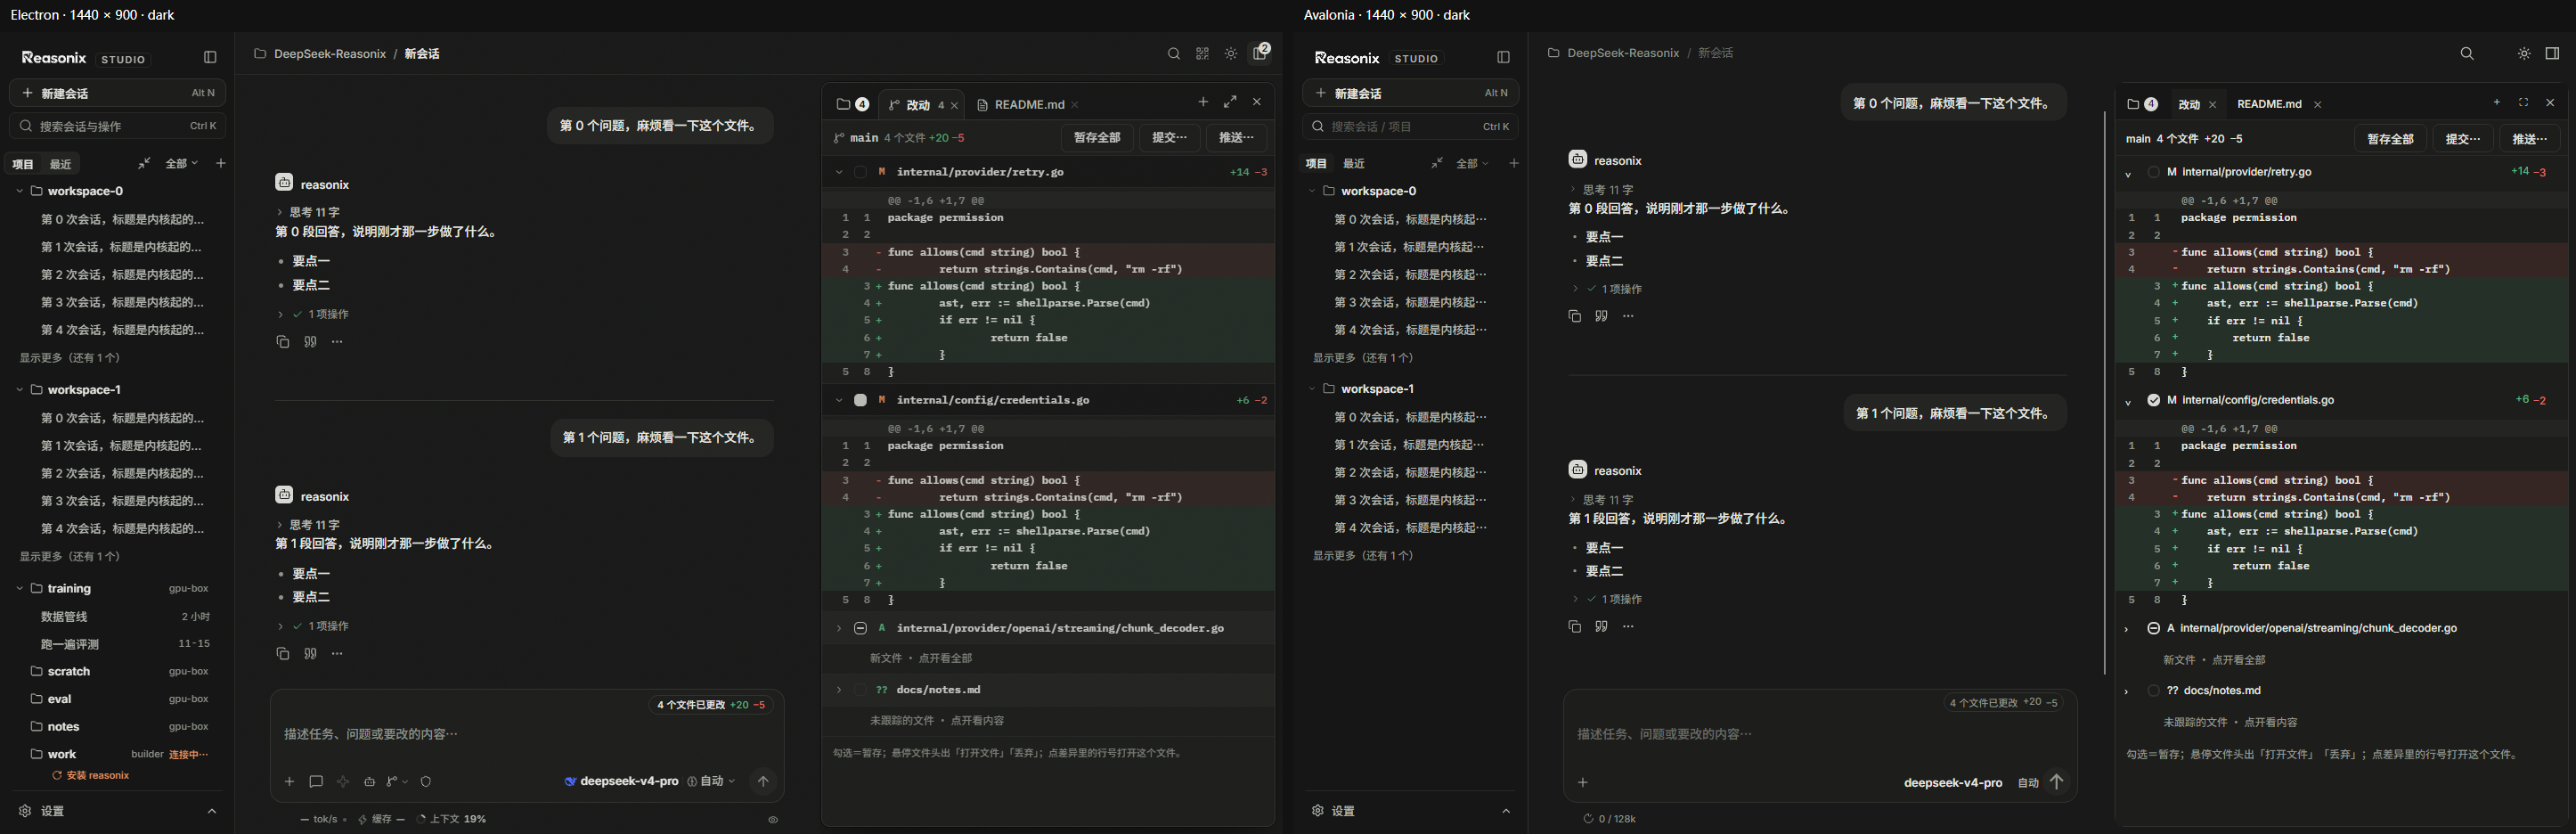 Electron · 1440 × 900 · dark
Reasonix STUDIO
新建会话 Alt N
搜索会话与操作 Ctrl K
项目 最近 全部
workspace-0
第 0 次会话，标题是内核起的...
第 1 次会话，标题是内核起的...
第 2 次会话，标题是内核起的...
第 3 次会话，标题是内核起的...
第 4 次会话，标题是内核起的...
显示更多（还有 1 个）
workspace-1
第 0 次会话，标题是内核起的...
第 1 次会话，标题是内核起的...
第 2 次会话，标题是内核起的...
第 3 次会话，标题是内核起的...
第 4 次会话，标题是内核起的...
显示更多（还有 1 个）
training gpu-box
数据管线 2 小时
跑一遍评测 11-15
scratch gpu-box
eval gpu-box
notes gpu-box
work builder 连接中···
安装 reasonix
设置
DeepSeek-Reasonix / 新会话
2
第 0 个问题，麻烦看一下这个文件。
reasonix
思考 11 字
第 0 段回答，说明刚才那一步做了什么。
• 要点一
• 要点二
1 项操作
第 1 个问题，麻烦看一下这个文件。
reasonix
思考 11 字
第 1 段回答，说明刚才那一步做了什么。
• 要点一
• 要点二
1 项操作
4 个文件已更改 +20 −5
描述任务、问题或要改的内容···
deepseek-v4-pro 自动
— tok/s • 缓存 — 上下文 19%
4 改动 4 × README.md ×
main 4 个文件 +20 −5 暂存全部 提交··· 推送···
M internal/provider/retry.go +14 −3
@@ -1,6 +1,7 @@
1 1 package permission
2 2
3 - func allows(cmd string) bool {
4 - return strings.Contains(cmd, "rm -rf")
3 + func allows(cmd string) bool {
4 + ast, err := shellparse.Parse(cmd)
5 + if err != nil {
6 + return false
7 + }
5 8 }
M internal/config/credentials.go +6 −2
@@ -1,6 +1,7 @@
1 1 package permission
2 2
3 - func allows(cmd string) bool {
4 - return strings.Contains(cmd, "rm -rf")
3 + func allows(cmd string) bool {
4 + ast, err := shellparse.Parse(cmd)
5 + if err != nil {
6 + return false
7 + }
5 8 }
A internal/provider/openai/streaming/chunk_decoder.go
新文件 • 点开看全部
?? docs/notes.md
未跟踪的文件 • 点开看内容
勾选＝暂存；悬停文件头出「打开文件」「丢弃」；点差异里的行号打开这个文件。
Avalonia · 1440 × 900 · dark
Reasonix STUDIO
新建会话 Alt N
搜索会话 / 项目 Ctrl K
项目 最近 全部
workspace-0
第 0 次会话，标题是内核起···
第 1 次会话，标题是内核起···
第 2 次会话，标题是内核起···
第 3 次会话，标题是内核起···
第 4 次会话，标题是内核起···
显示更多（还有 1 个）
workspace-1
第 0 次会话，标题是内核起···
第 1 次会话，标题是内核起···
第 2 次会话，标题是内核起···
第 3 次会话，标题是内核起···
第 4 次会话，标题是内核起···
显示更多（还有 1 个）
设置
DeepSeek-Reasonix / 新会话
第 0 个问题，麻烦看一下这个文件。
reasonix
思考 11 字
第 0 段回答，说明刚才那一步做了什么。
• 要点一
• 要点二
1 项操作
第 1 个问题，麻烦看一下这个文件。
reasonix
思考 11 字
第 1 段回答，说明刚才那一步做了什么。
• 要点一
• 要点二
1 项操作
4 个文件已更改 +20 −5
描述任务、问题或要改的内容···
deepseek-v4-pro 自动
0 / 128k
4 改动 × README.md ×
main 4 个文件 +20 −5 暂存全部 提交··· 推送···
M internal/provider/retry.go +14 −3
@@ -1,6 +1,7 @@
1 1 package permission
2 2
3 - func allows(cmd string) bool {
4 - return strings.Contains(cmd, "rm -rf")
3 + func allows(cmd string) bool {
4 + ast, err := shellparse.Parse(cmd)
5 + if err != nil {
6 + return false
7 + }
5 8 }
M internal/config/credentials.go +6 −2
@@ -1,6 +1,7 @@
1 1 package permission
2 2
3 - func allows(cmd string) bool {
4 - return strings.Contains(cmd, "rm -rf")
3 + func allows(cmd string) bool {
4 + ast, err := shellparse.Parse(cmd)
5 + if err != nil {
6 + return false
7 + }
5 8 }
A internal/provider/openai/streaming/chunk_decoder.go
新文件 • 点开看全部
?? docs/notes.md
未跟踪的文件 • 点开看内容
勾选＝暂存；悬停文件头出「打开文件」「丢弃」；点差异里的行号打开这个文件。